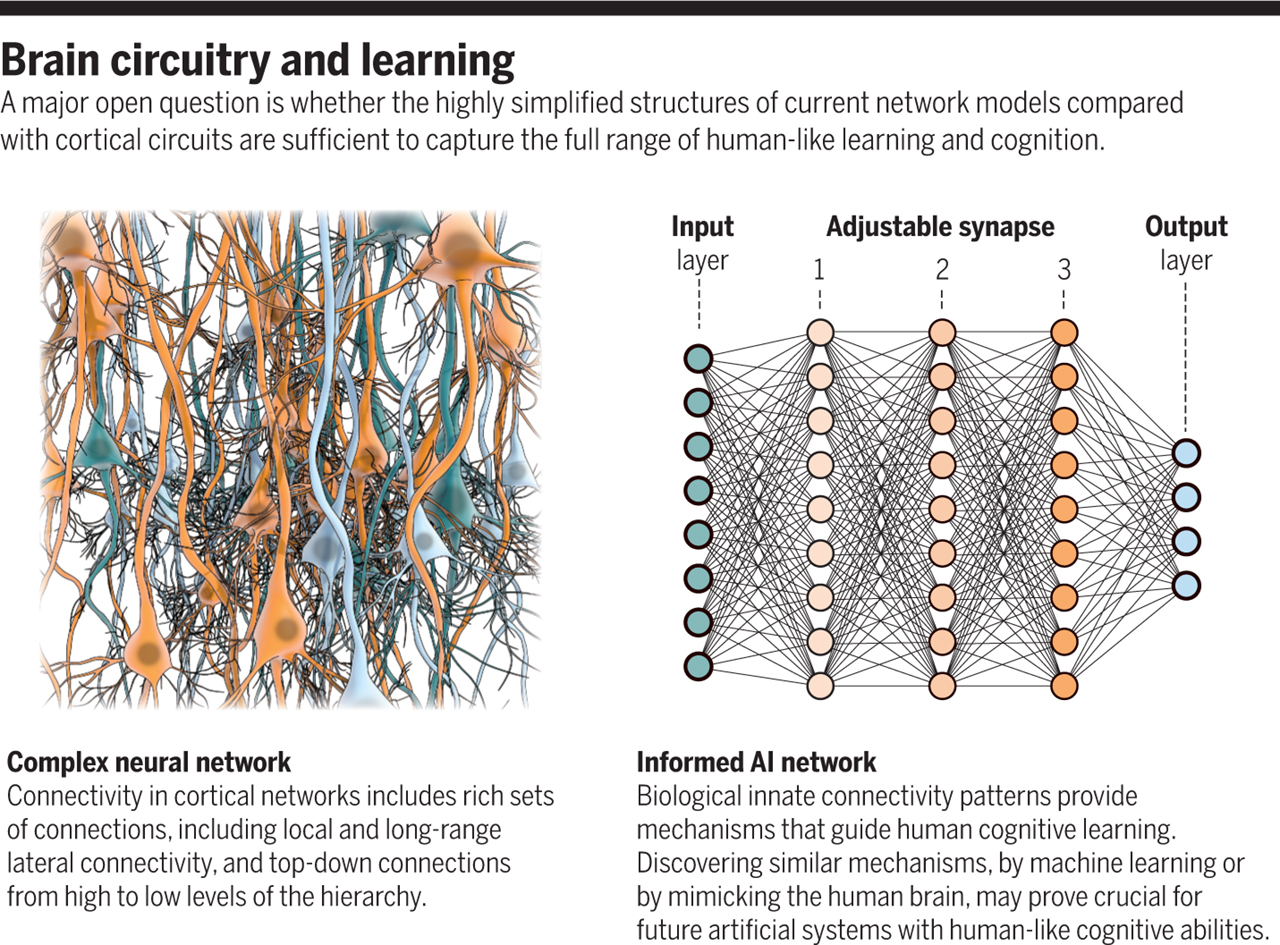 Brain circuitry and learning
A major open question is whether the highly simplified structures of current network models compared
with cortical circuits are sufficient to capture the full range of human-like learning and cognition.
Input
layer
Adjustable synapse
1
2
3
Output
layer
Complex neural network
Connectivity in cortical networks includes rich sets
of connections, including local and long-range
lateral connectivity, and top-down connections
from high to low levels of the hierarchy.
Informed AI network
Biological innate connectivity patterns provide
mechanisms that guide human cognitive learning.
Discovering similar mechanisms, by machine learning or
by mimicking the human brain, may prove crucial for
future artificial systems with human-like cognitive abilities.